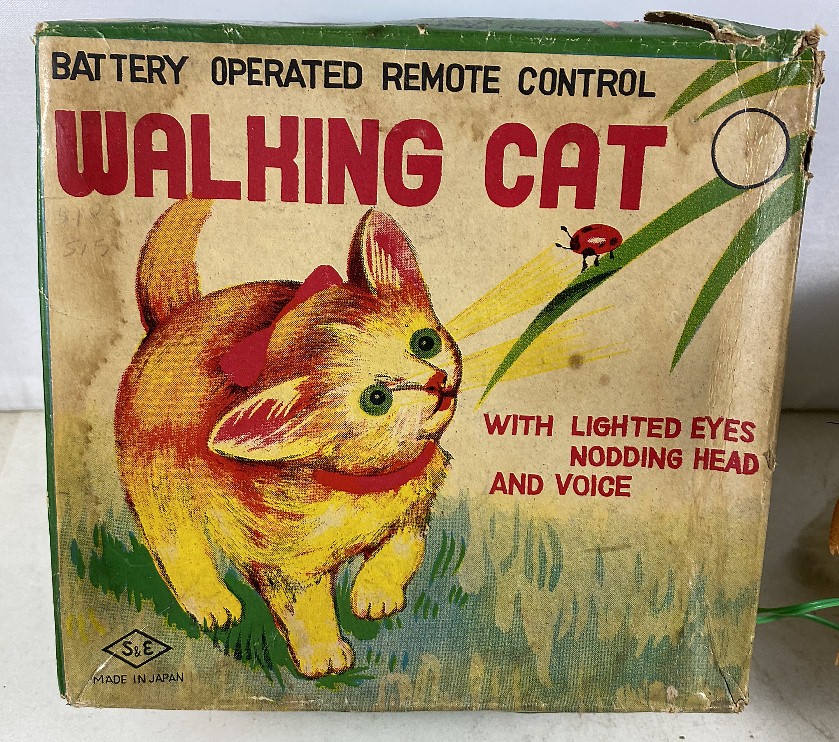 BATTERY OPERATED REMOTE CONTROL
WALKING CAT
WITH LIGHTED EYES
NODDING HEAD
AND VOICE
S&E
MADE IN JAPAN